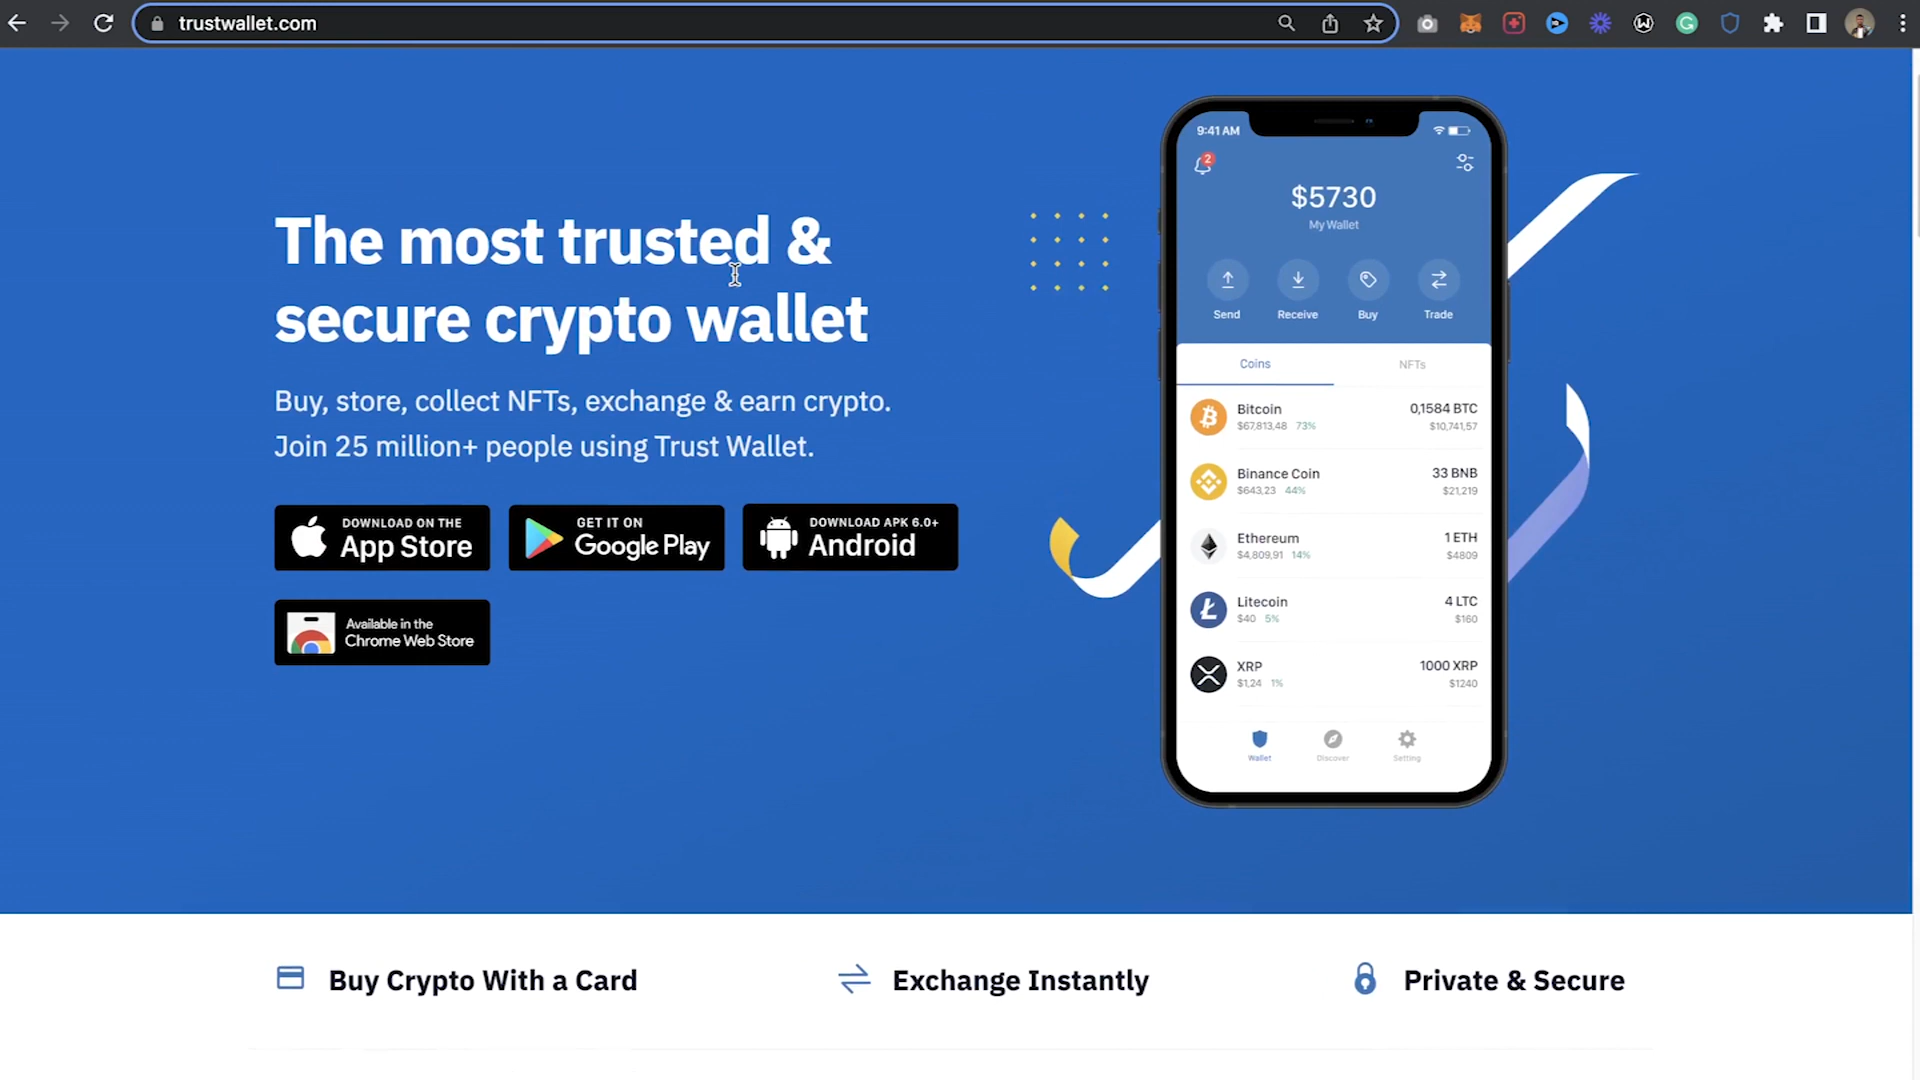 trustwallet.com
The most trusted &
secure crypto wallet
Buy, store, collect NFTs, exchange & earn crypto.
Join 25 million+ people using Trust Wallet.
DOWNLOAD ON THE
App Store
GET IT ON
Google Play
DOWNLOAD APK 6.0+
Android
Available in the
Chrome Web Store
9:41 AM
2
$5730
My Wallet
Send Receive Buy Trade
Coins NFTs
Bitcoin 0,1584 BTC
$67,813,48 73% $10,741,57
Binance Coin 33 BNB
$643,23 44% $21,219
Ethereum 1 ETH
$4,809,91 14% $4809
Litecoin 4 LTC
$40 5% $160
XRP 1000 XRP
$1,24 1% $1240
Wallet Discover Setting
Buy Crypto With a Card Exchange Instantly Private & Secure